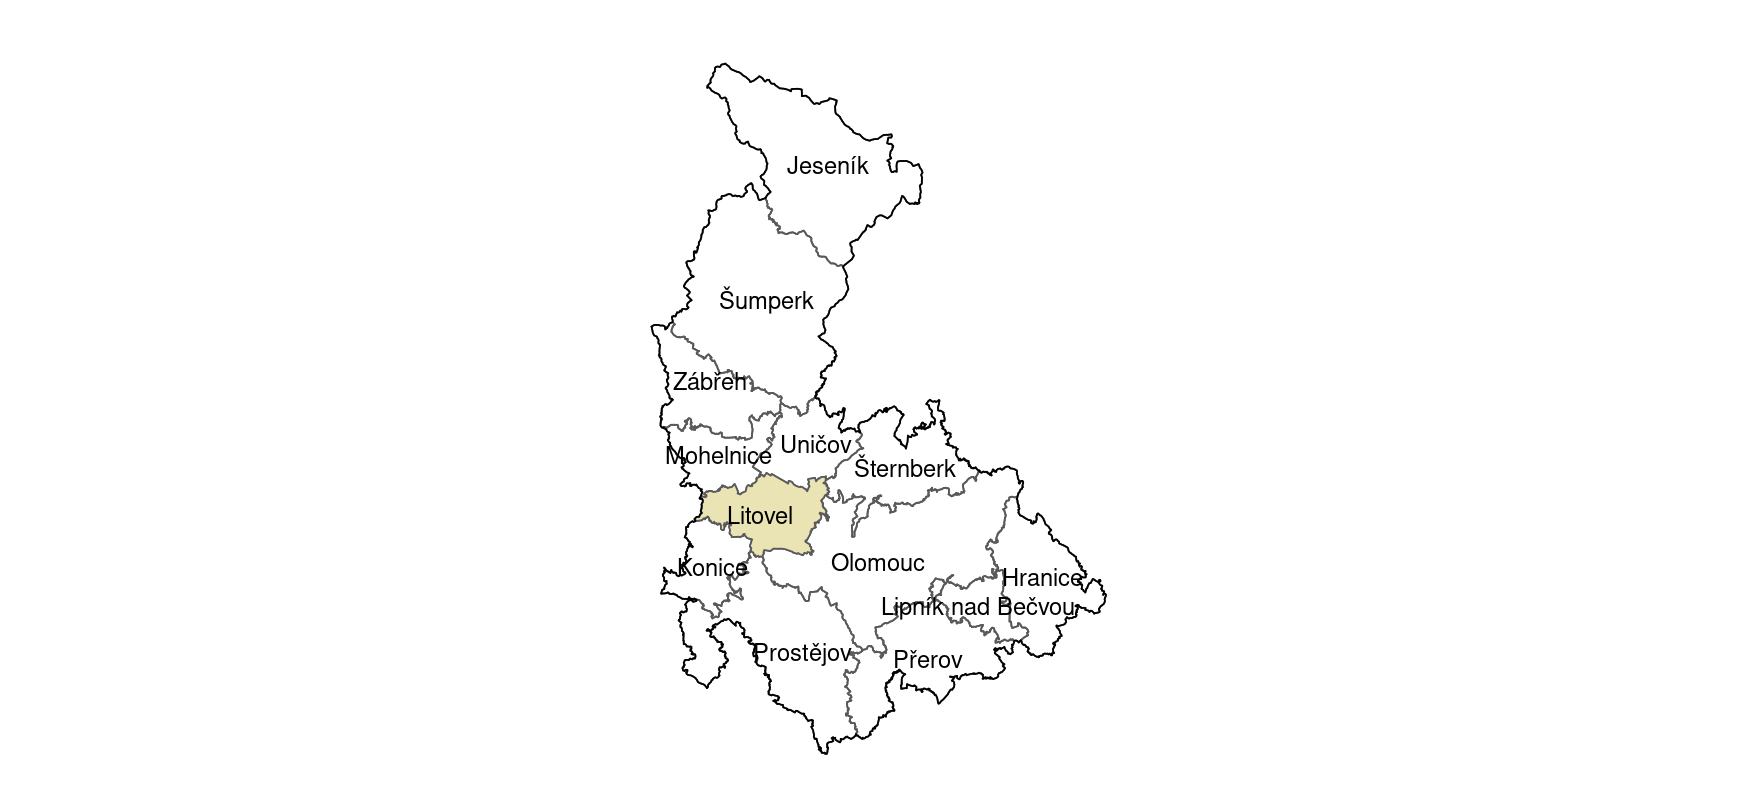 Jeseník
Šumperk
Zábřeh
Uničov
Mohelnice
Šternberk
Litovel
Olomouc
Konice
Hranice
Lipník nad Bečvou
Prostějov
Přerov